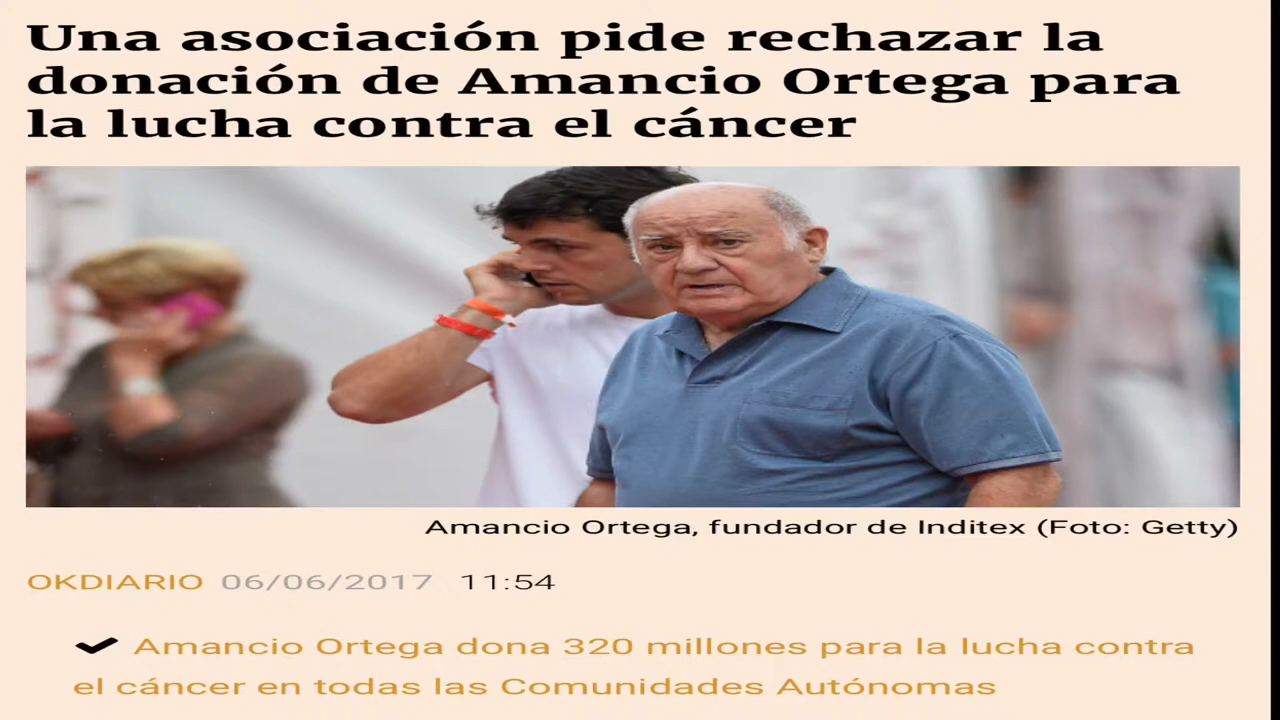 Una asociación pide rechazar la
donación de Amancio Ortega para
la lucha contra el cáncer
Amancio Ortega, fundador de Inditex (Foto: Getty)
OKDIARIO 06/06/2017 11:54
Amancio Ortega dona 320 millones para la lucha contra
el cáncer en todas las Comunidades Autónomas